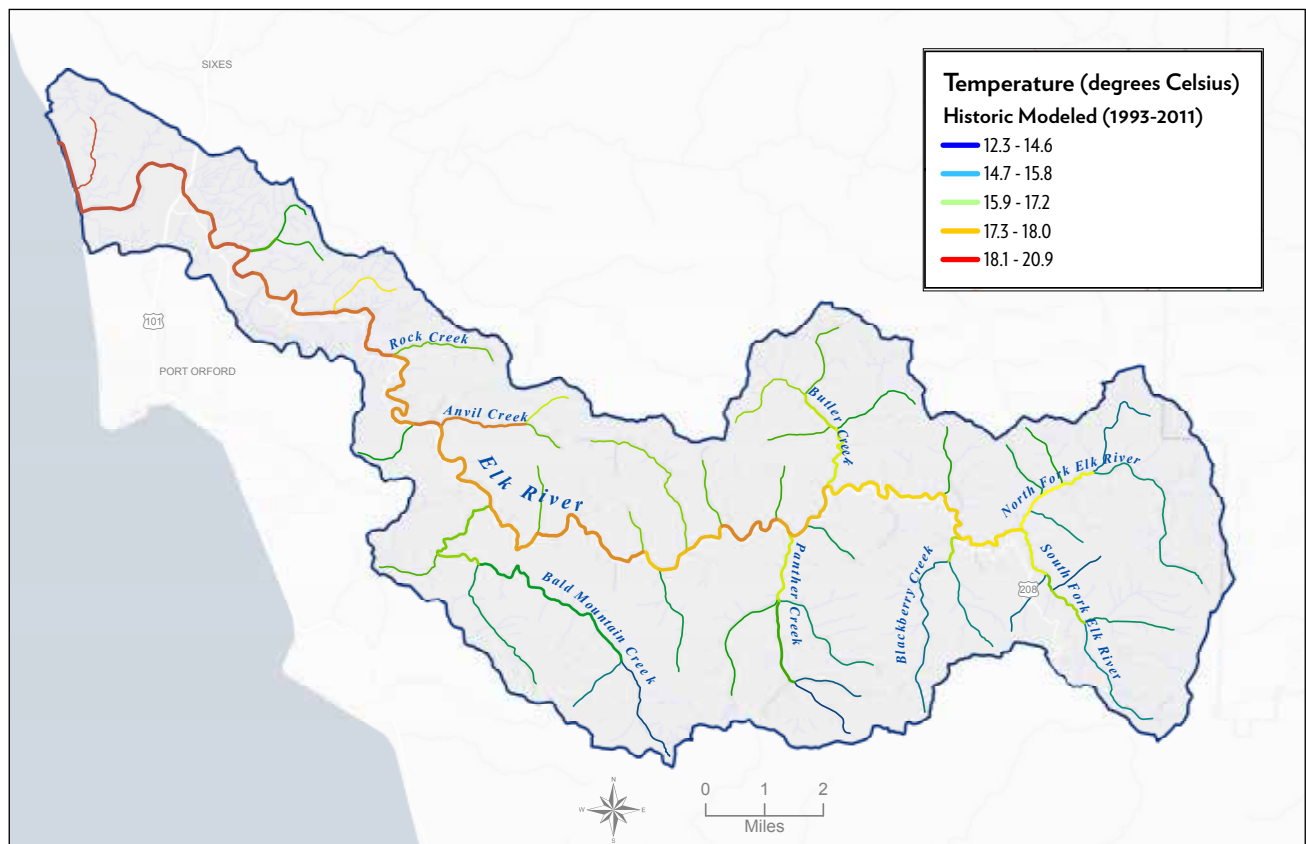 SIXES
Temperature (degrees Celsius)
Historic Modeled (1993-2011)
12.3 - 14.6
14.7 - 15.8
15.9 - 17.2
17.3 - 18.0
18.1 - 20.9
101
PORT ORFORD
Rock Creek
Anvil Creek
Butler Creek
Elk River
North Fork Elk River
Panther Creek
Blackberry Creek
South Fork Elk River
208
Bald Mountain Creek
N
W
E
S
0 1 2
Miles